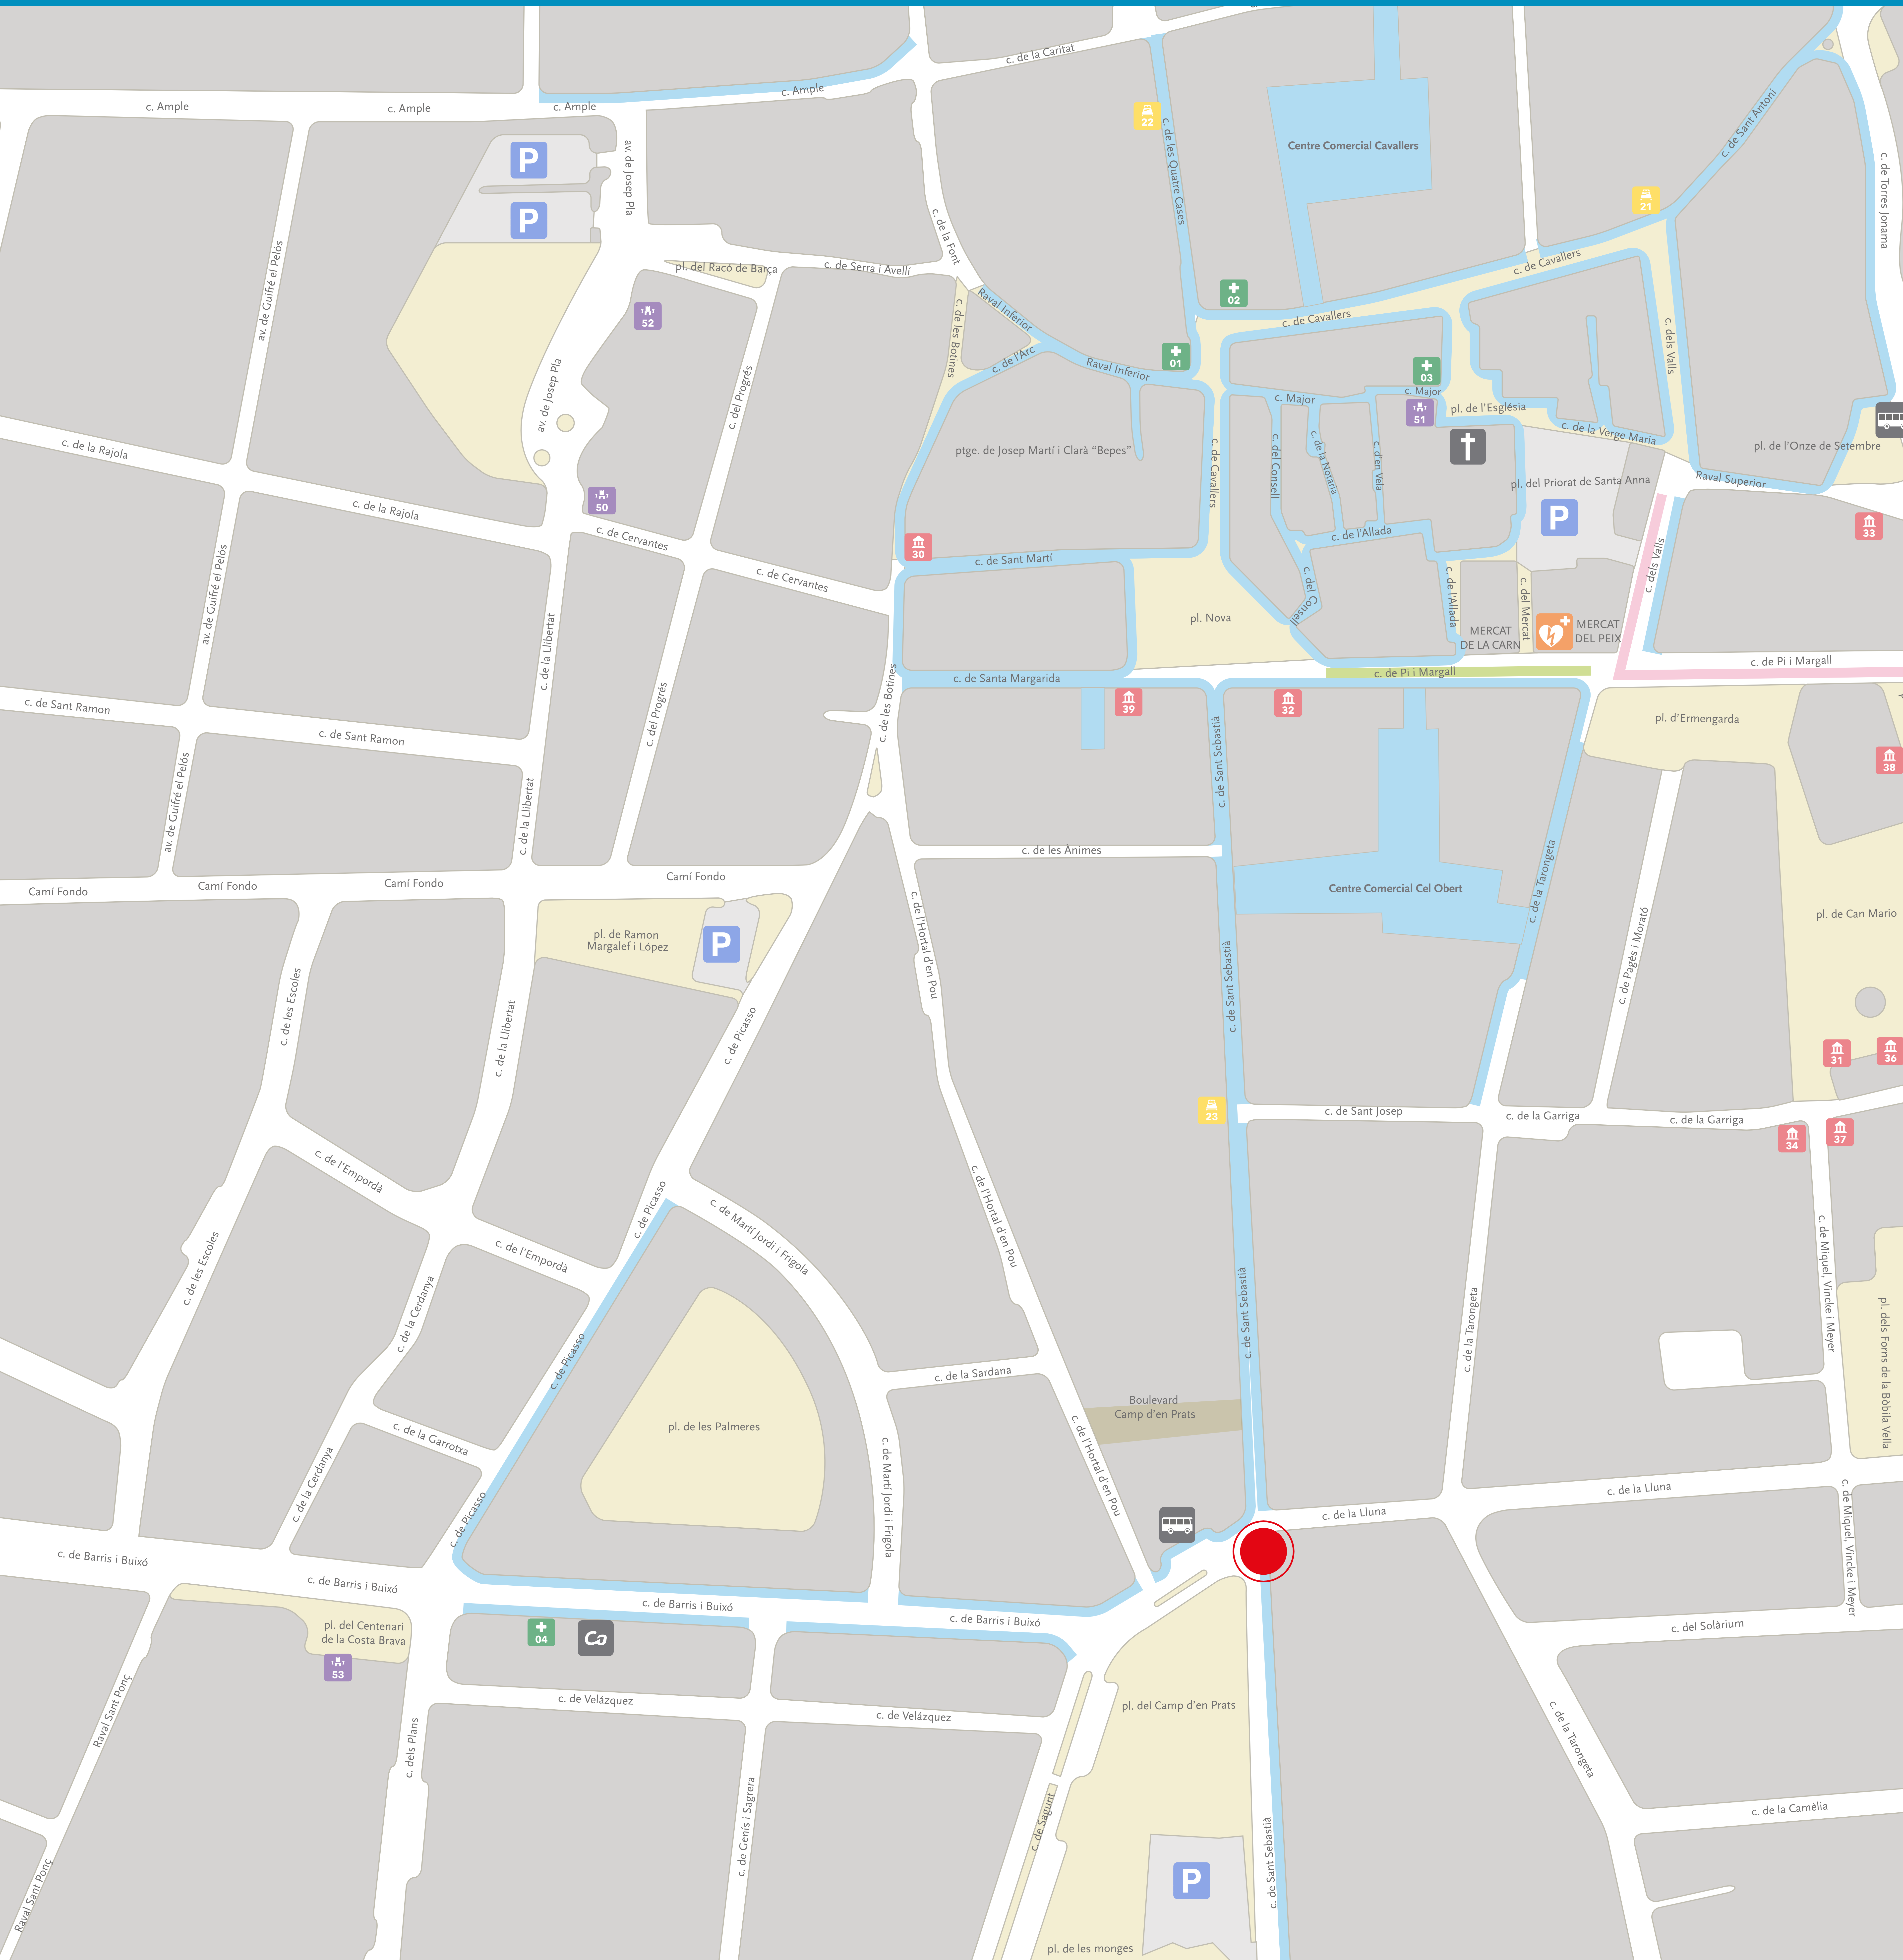 c. de la Caritat
c. Ample
c. Ample
c. Ample
c. Ample
P
P
av. de Josep Pla
22
c. de les Quatre Cases
Centre Comercial Cavallers
c. de Sant Antoni
c. de Torres Jonama
21
av. de Guifré el Pelós
pl. del Racó de Barça
c. de Serra i Avellí
c. de la Font
52
c. de les Botines
Raval Inferior
c. de l'Arc
Raval Inferior
02
01
c. de Cavallers
c. de Cavallers
c. dels Valls
03
c. Major
c. Major
51
pl. de l'Església
c. de la Verge Maria
pl. de l'Onze de Setembre
av. de Josep Pla
c. del Progrés
ptge. de Josep Martí i Clarà “Bepes”
c. de Cavallers
c. del Consell
c. de la Notaria
c. d'en Vela
pl. del Priorat de Santa Anna
P
Raval Superior
33
c. de la Rajola
c. de la Rajola
50
c. de Cervantes
c. de Cervantes
30
c. de Sant Martí
c. de l'Allada
c. de l'Allada
c. del Consell
Consell
c. del Mercat
c. dels Valls
pl. Nova
MERCAT
DE LA CARN
MERCAT
DEL PEIX
av. de Guifré el Pelós
c. de la Llibertat
c. de Santa Margarida
c. de Pi i Margall
c. de Pi i Margall
39
32
pl. d'Ermengarda
38
c. de Sant Ramon
c. de Sant Ramon
c. del Progrés
c. de les Botines
c. de Sant Sebastià
av. de Guifré el Pelós
c. de la Llibertat
c. de les Ànimes
Camí Fondo
Camí Fondo
Camí Fondo
Camí Fondo
Centre Comercial Cel Obert
c. de la Tarongeta
c. de Pagès i Morató
pl. de Can Mario
pl. de Ramon
Margalef i López
P
c. de l'Hortal d'en Pou
c. de Sant Sebastià
c. de les Escoles
c. de la Llibertat
c. de Picasso
31
36
23
c. de Sant Josep
c. de la Garriga
c. de la Garriga
34
37
c. de l'Empordà
c. de l'Empordà
c. de Picasso
c. de Martí Jordi i Frigola
c. de l'Hortal d'en Pou
c. de les Escoles
c. de la Cerdanya
c. de Sant Sebastià
c. de la Tarongeta
c. de Miquel, Vincke i Meyer
pl. dels Forns de la Bòbila Vella
c. de Picasso
c. de la Sardana
Boulevard
Camp d'en Prats
pl. de les Palmeres
c. de la Garrotxa
c. de la Cerdanya
c. de Picasso
c. de Martí Jordi i Frigola
c. de l'Hortal d'en Pou
c. de la Lluna
c. de la Lluna
c. de Miquel, Vincke i Meyer
c. de Barris i Buixó
c. de Barris i Buixó
c. de Barris i Buixó
c. de Barris i Buixó
pl. del Centenari
de la Costa Brava
53
04
c. del Solàrium
Raval Sant Ponç
c. dels Plans
c. de Velázquez
c. de Velázquez
pl. del Camp d'en Prats
c. de la Tarongeta
c. de Genís i Sagrera
c. de Sagunt
c. de Sant Sebastià
c. de la Camèlia
P
Raval Sant Ponç
pl. de les monges